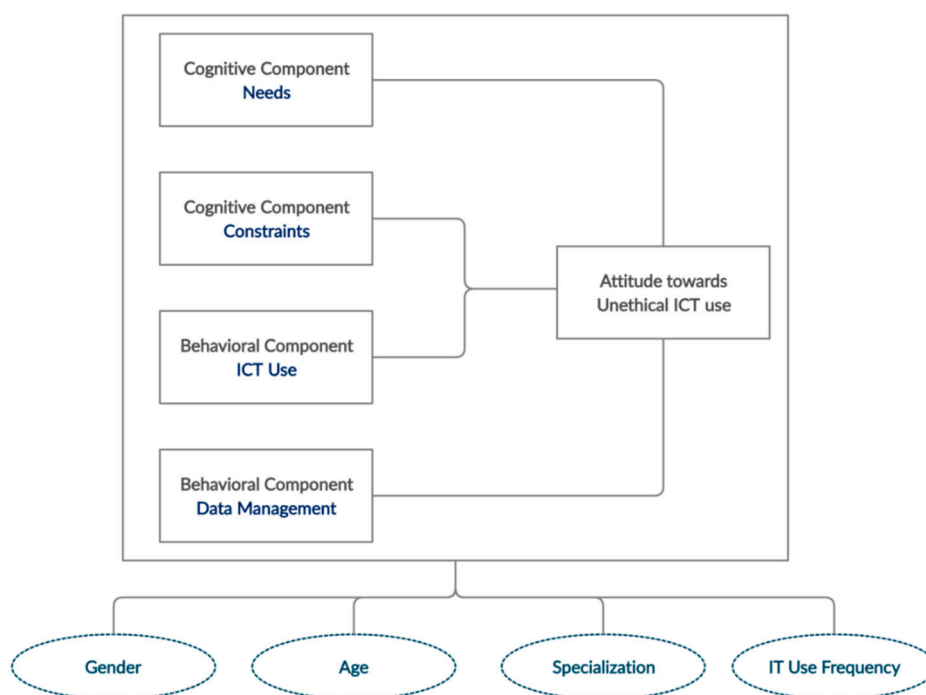 Cognitive Component
Needs
Cognitive Component
Constraints
Attitude towards
Unethical ICT use
Behavioral Component
ICT Use
Behavioral Component
Data Management
Gender
Age
Specialization
IT Use Frequency